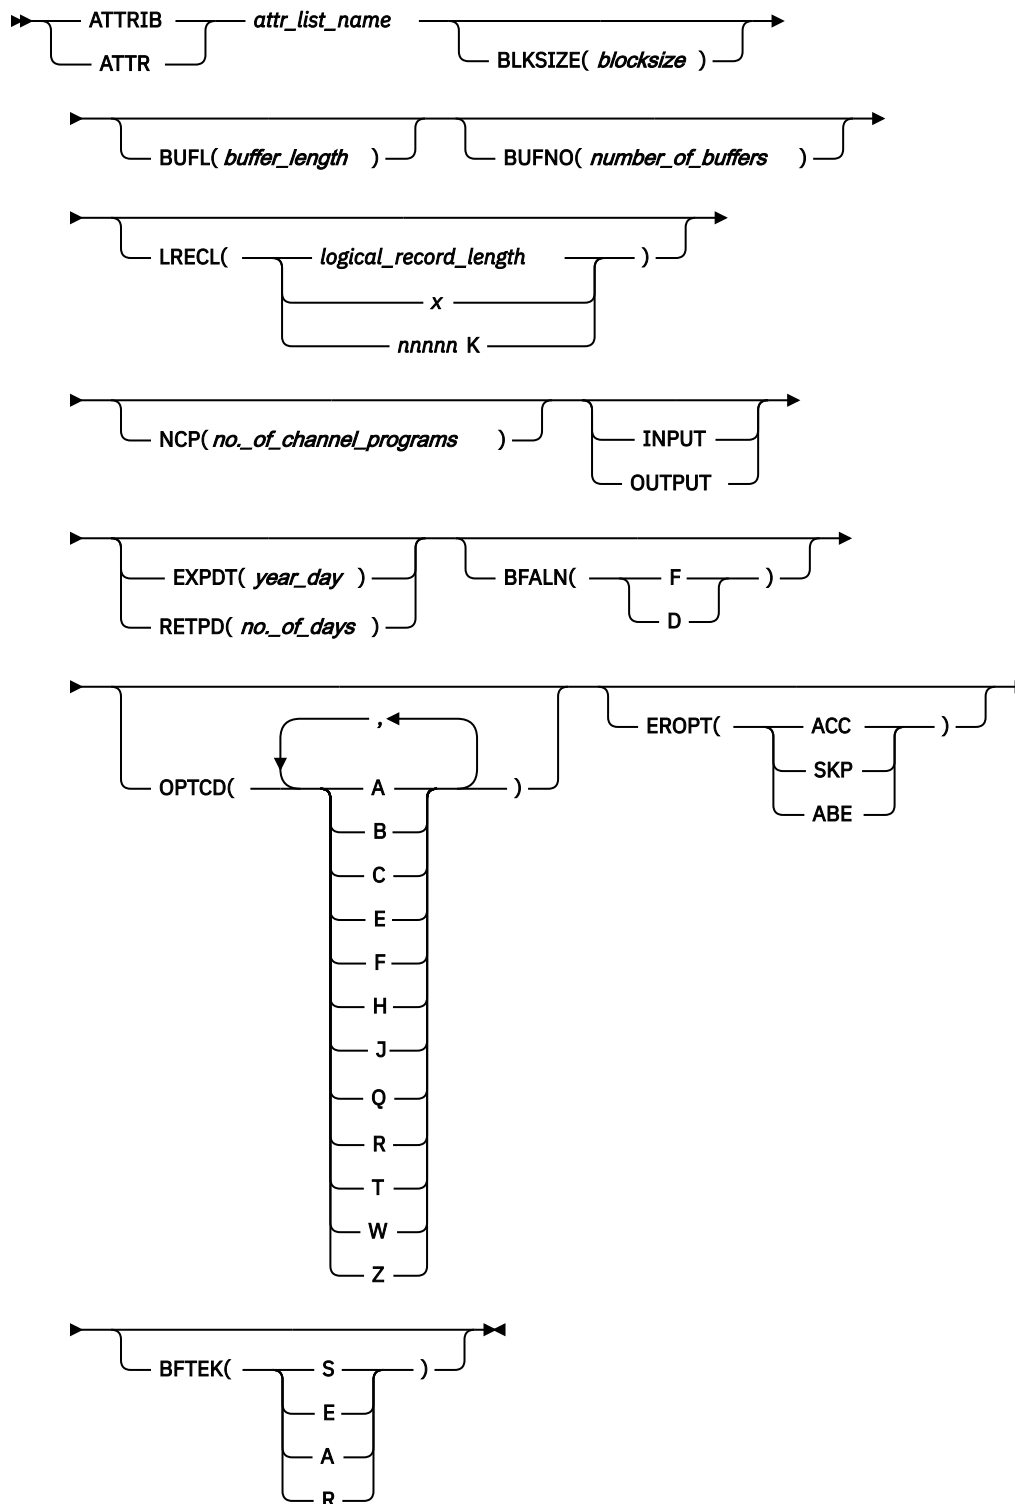 ATTRIB attr_list_name
ATTR BLKSIZE( blocksize )
BUFL( buffer_length ) BUFNO( number_of_buffers )
LRECL( logical_record_length )
x
nnnnn K
NCP( no._of_channel_programs ) INPUT
OUTPUT
EXPDT( year_day ) BFALN( F )
RETPD( no._of_days ) D
, EROPT( ACC )
SKP
OPTCD( A )
ABE
B
C
E
F
H
J
Q
R
T
W
Z
BFTEK( S )
E
A
R